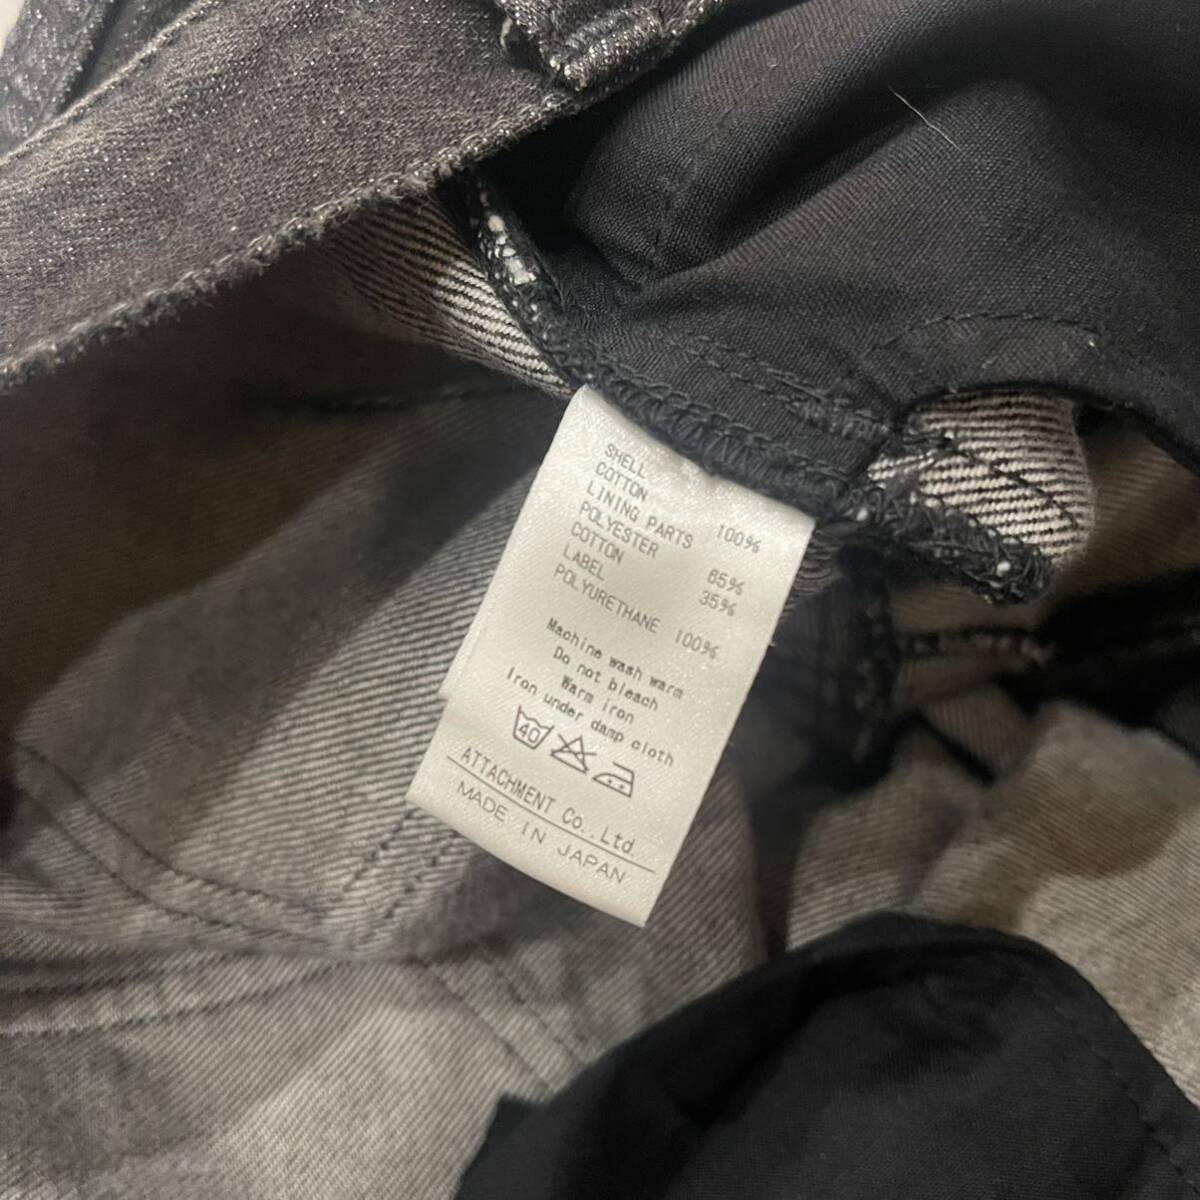 SHELL
COTTON 100%
LINING PARTS
POLYESTER 65%
COTTON 35%
LABEL
POLYURETHANE 100%
Machine wash warm
Do not bleach
Warm iron
Iron under damp cloth
40
ATTACHMENT Co.,Ltd.
MADE IN JAPAN